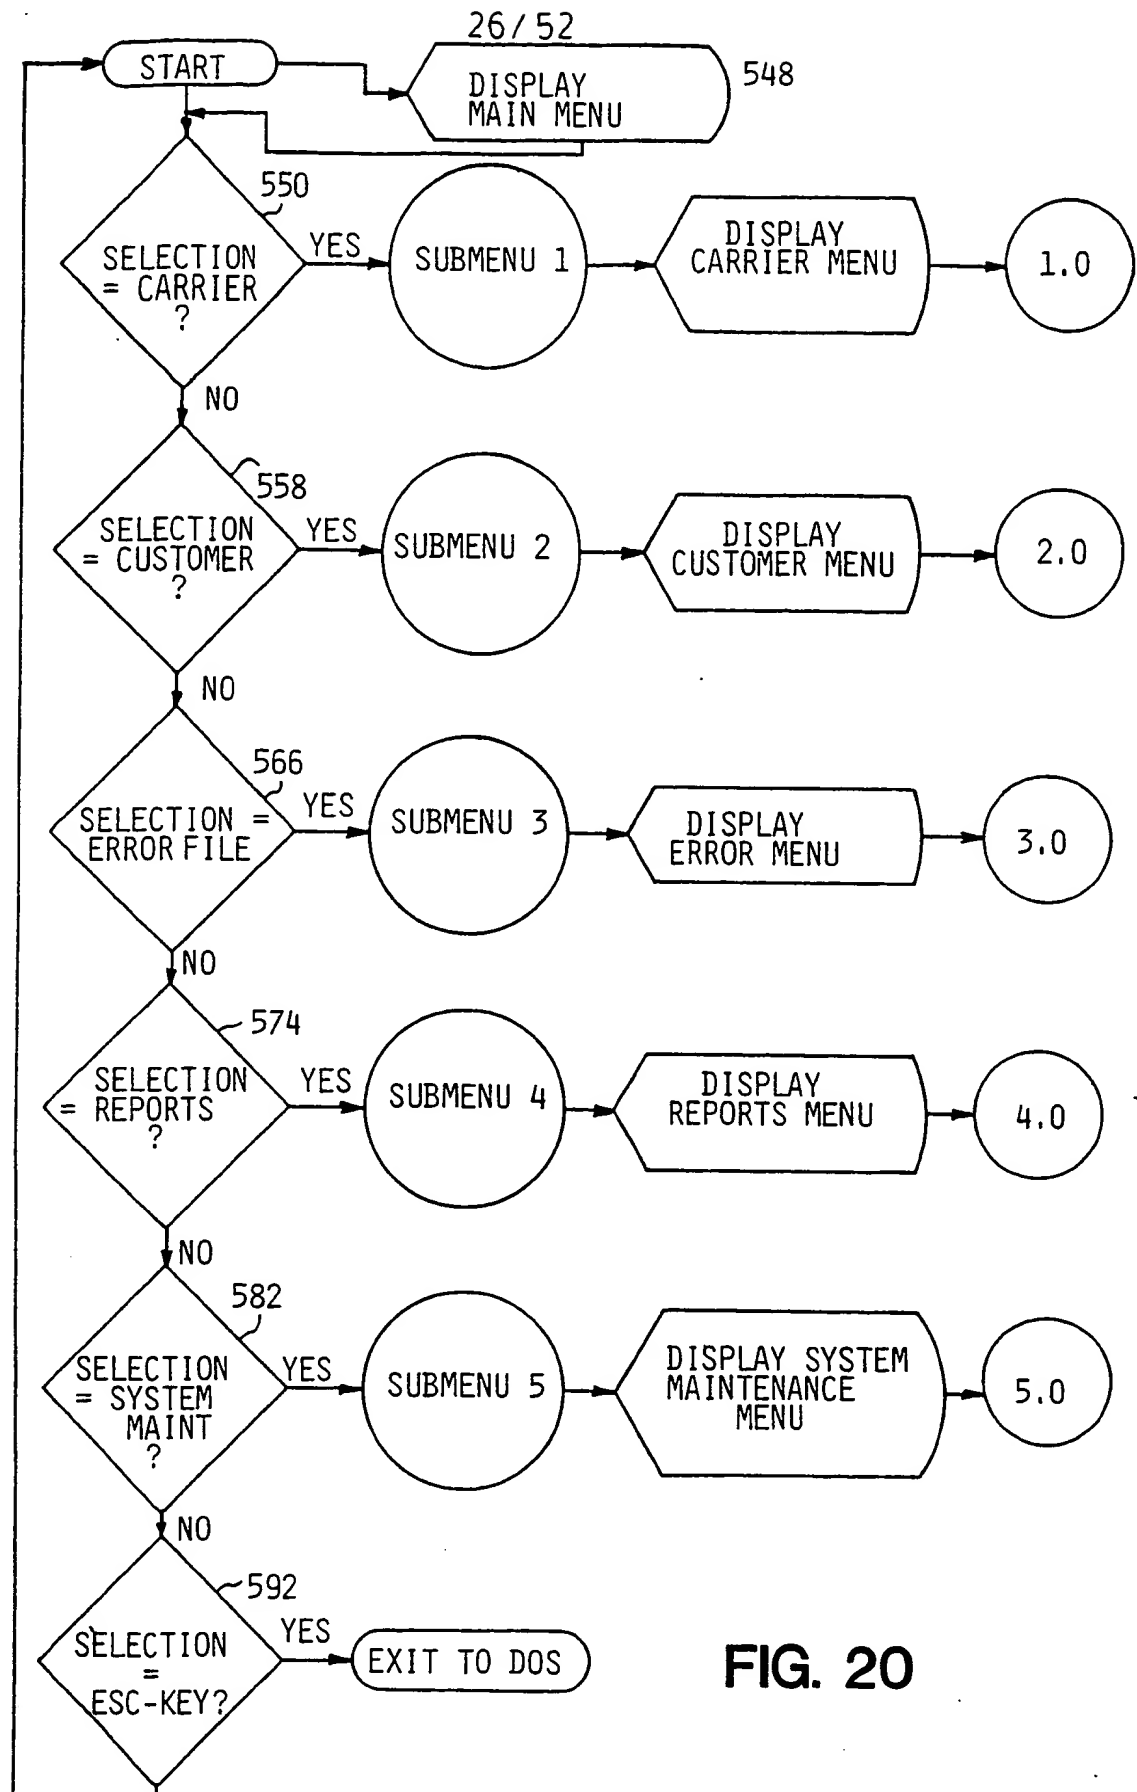 26/52
START
DISPLAY
MAIN MENU
548
550
SELECTION
= CARRIER
?
YES
SUBMENU 1
DISPLAY
CARRIER MENU
1.0
NO
558
SELECTION
= CUSTOMER
?
YES
SUBMENU 2
DISPLAY
CUSTOMER MENU
2.0
NO
566
SELECTION =
ERROR FILE
YES
SUBMENU 3
DISPLAY
ERROR MENU
3.0
NO
574
SELECTION
= REPORTS
?
YES
SUBMENU 4
DISPLAY
REPORTS MENU
4.0
NO
582
SELECTION
= SYSTEM
MAINT
?
YES
SUBMENU 5
DISPLAY SYSTEM
MAINTENANCE
MENU
5.0
NO
592
SELECTION
=
ESC-KEY?
YES
EXIT TO DOS
FIG. 20